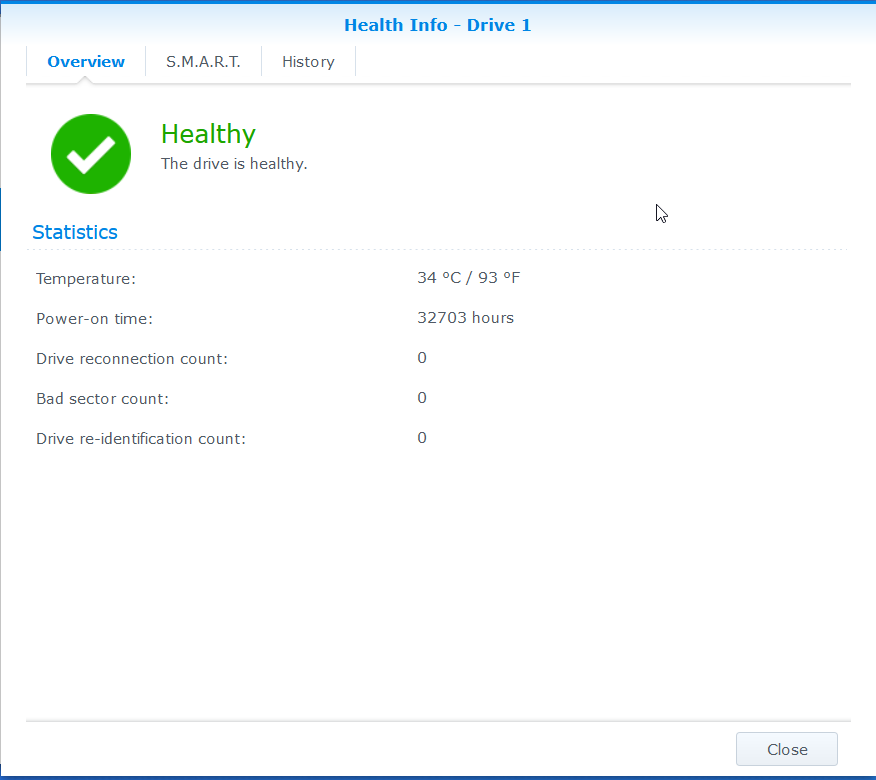 Health Info - Drive 1
Overview S.M.A.R.T. History
Healthy
The drive is healthy.
Statistics
Temperature: 34 °C / 93 °F
Power-on time: 32703 hours
Drive reconnection count: 0
Bad sector count: 0
Drive re-identification count: 0
Close